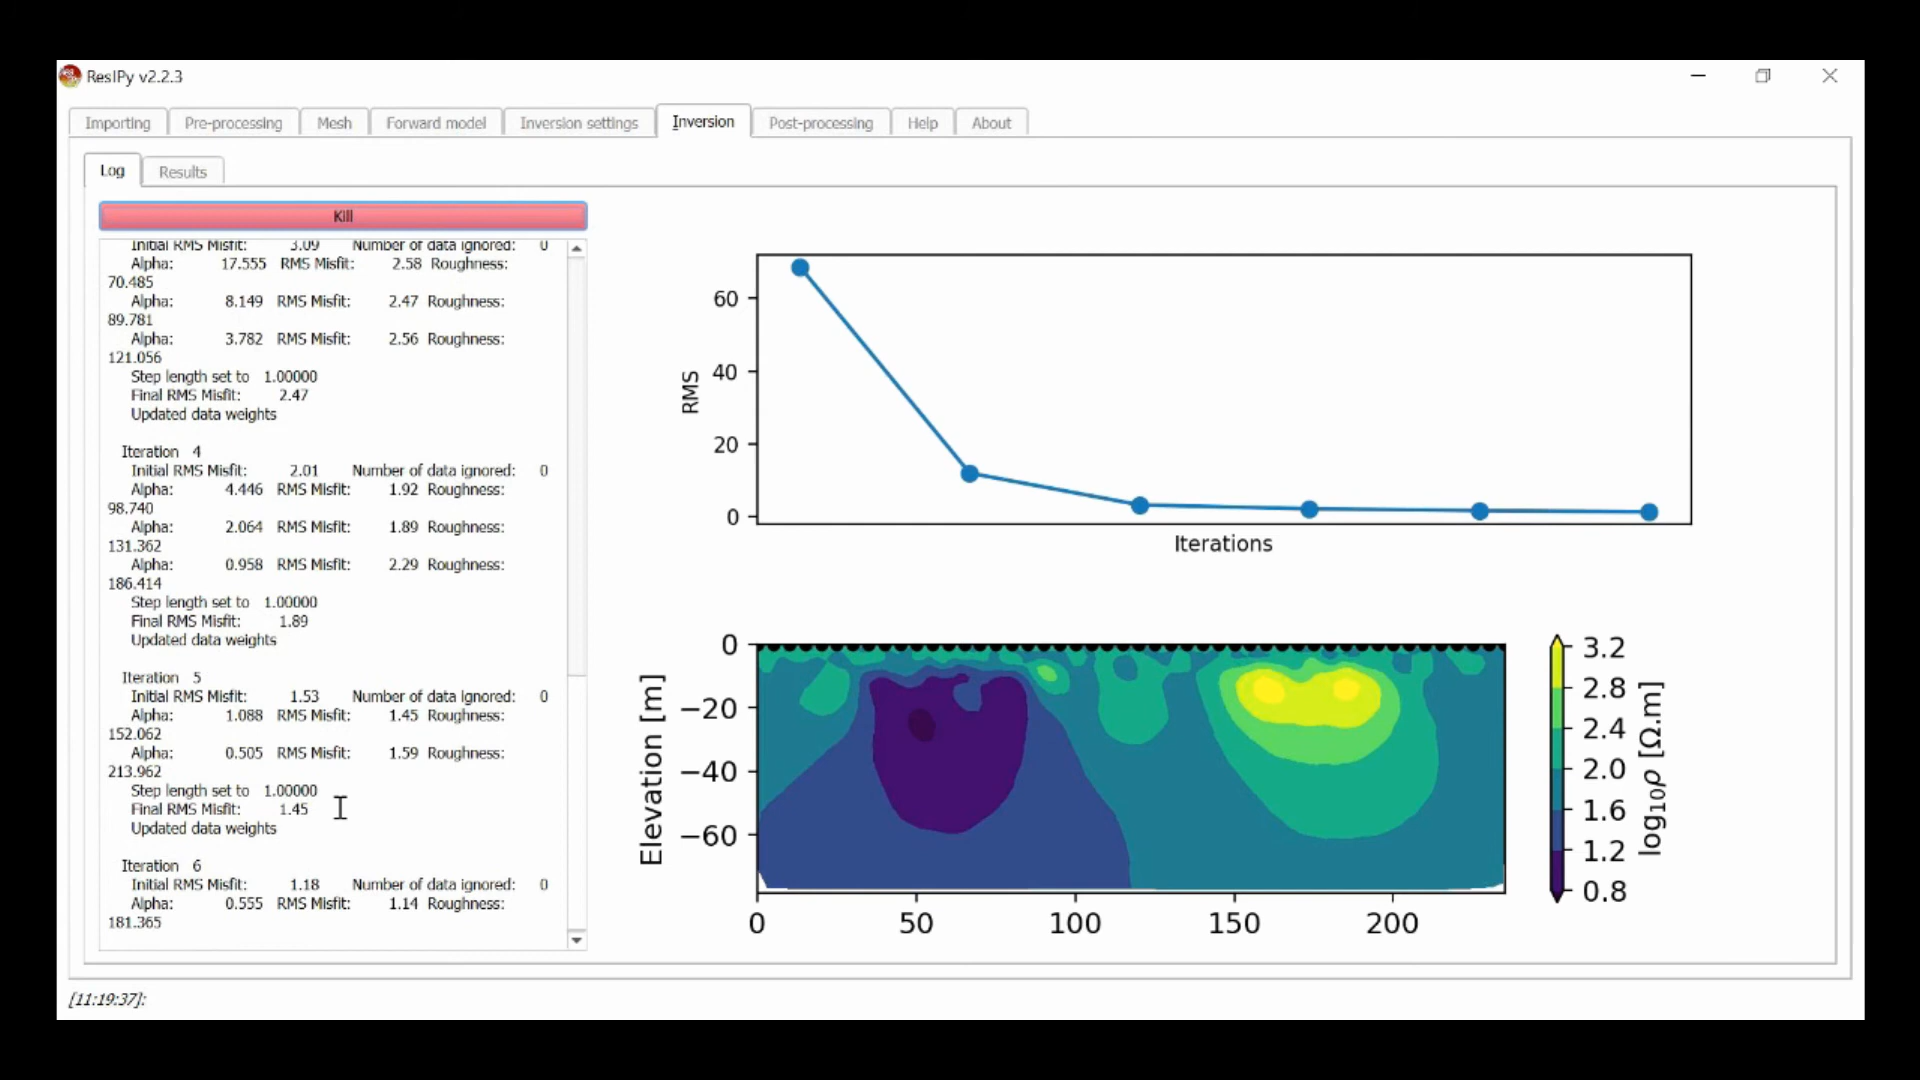 ResIPy v2.2.3
Importing Pre-processing Mesh Forward model Inversion settings Inversion Post-processing Help About
Log Results
Kill
Initial RMS Misfit: 3.09 Number of data ignored: 0
Alpha: 17.555 RMS Misfit: 2.58 Roughness:
70.485
Alpha: 8.149 RMS Misfit: 2.47 Roughness:
89.781
Alpha: 3.782 RMS Misfit: 2.56 Roughness:
121.056
Step length set to 1.00000
Final RMS Misfit: 2.47
Updated data weights
Iteration 4
Initial RMS Misfit: 2.01 Number of data ignored: 0
Alpha: 4.446 RMS Misfit: 1.92 Roughness:
98.740
Alpha: 2.064 RMS Misfit: 1.89 Roughness:
131.362
Alpha: 0.958 RMS Misfit: 2.29 Roughness:
186.414
Step length set to 1.00000
Final RMS Misfit: 1.89
Updated data weights
Iteration 5
Initial RMS Misfit: 1.53 Number of data ignored: 0
Alpha: 1.088 RMS Misfit: 1.45 Roughness:
152.062
Alpha: 0.505 RMS Misfit: 1.59 Roughness:
213.962
Step length set to 1.00000
Final RMS Misfit: 1.45
Updated data weights
Iteration 6
Initial RMS Misfit: 1.18 Number of data ignored: 0
Alpha: 0.555 RMS Misfit: 1.14 Roughness:
181.365
RMS
60
40
20
0
Iterations
Elevation [m]
0
−20
−40
−60
0 50 100 150 200
3.2
2.8
2.4
2.0
1.6
1.2
0.8
log₁₀ρ [Ω.m]
[11:19:37]: